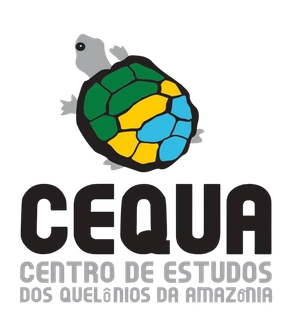 CEQUA
CENTRO DE ESTUDOS
DOS QUELÔNIOS DA AMAZÔNIA